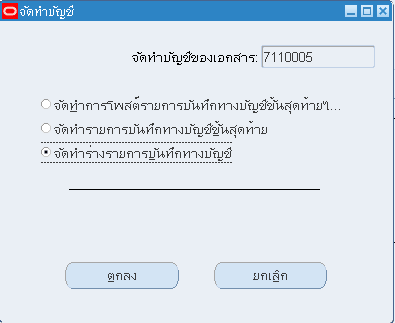 จัดทำบัญชี
จัดทำบัญชีของเอกสาร: 7110005
จัดทำการโพสต์รายการบันทึกทางบัญชีขั้นสุดท้ายใ...
จัดทำรายการบันทึกทางบัญชีขั้นสุดท้าย
จัดทำร่างรายการบันทึกทางบัญชี
ตกลง
ยกเลิก